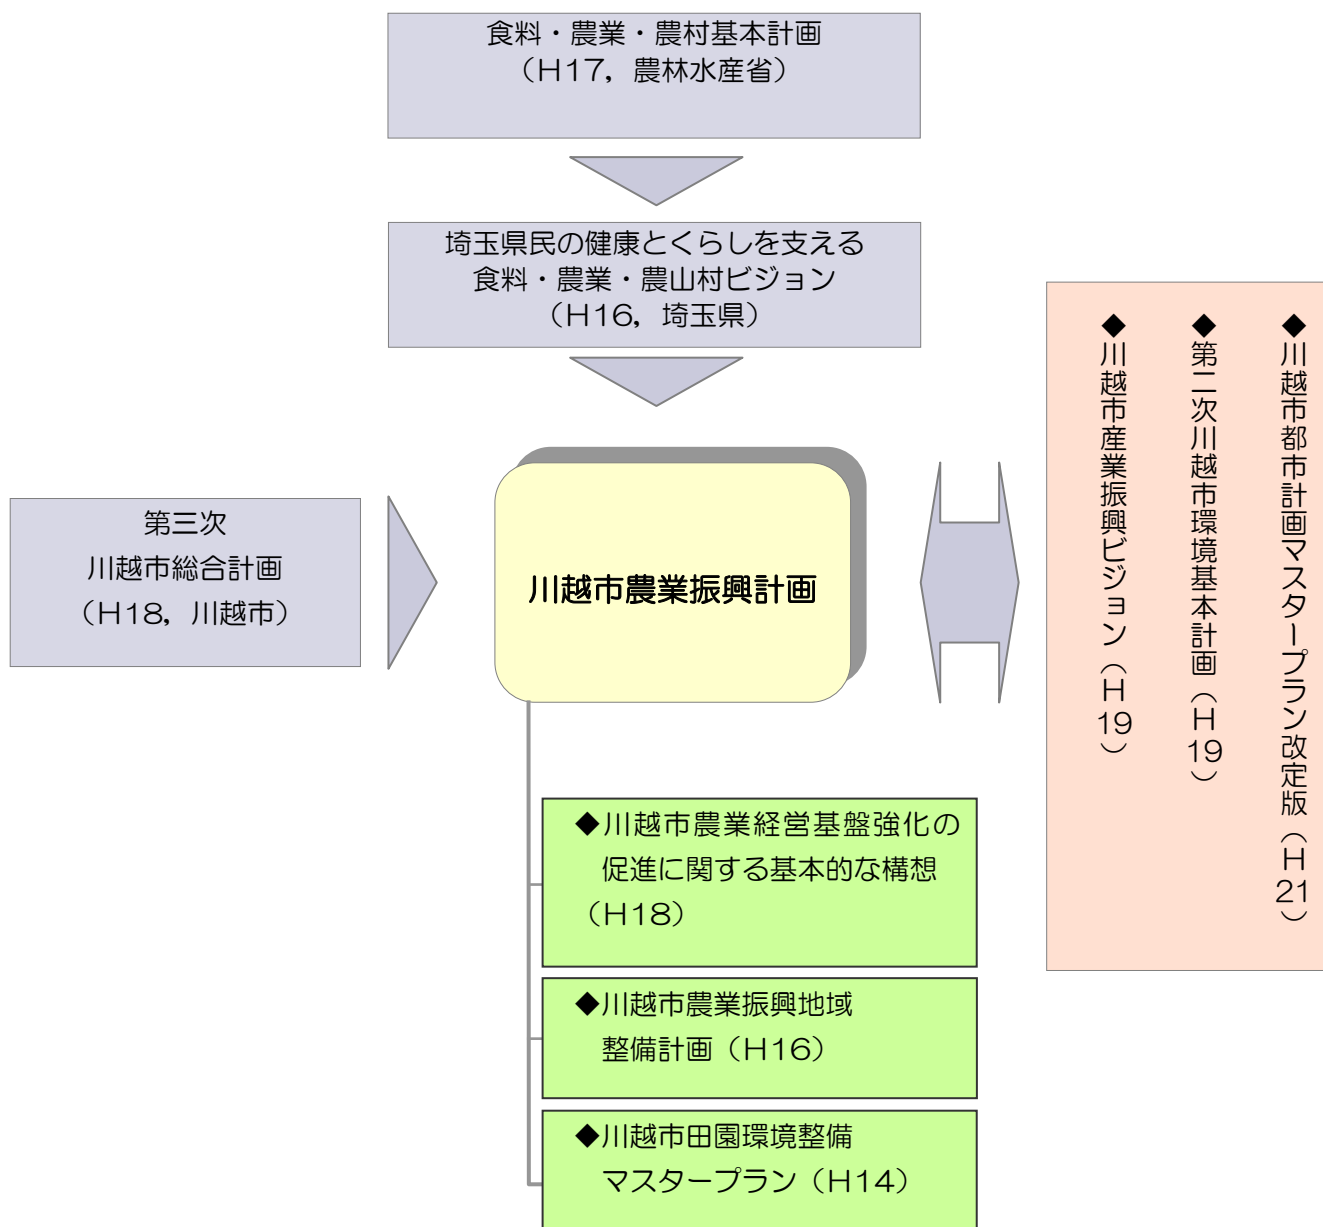 食料・農業・農村基本計画
（H17，農林水産省）
埼玉県民の健康とくらしを支える
食料・農業・農山村ビジョン
（H16，埼玉県）
第三次
川越市総合計画
（H18，川越市）
川越市農業振興計画
◆川越市都市計画マスタープラン改定版（H21）
◆第二次川越市環境基本計画（H19）
◆川越市産業振興ビジョン（H19）
◆川越市農業経営基盤強化の
促進に関する基本的な構想
（H18）
◆川越市農業振興地域
整備計画（H16）
◆川越市田園環境整備
マスタープラン（H14）